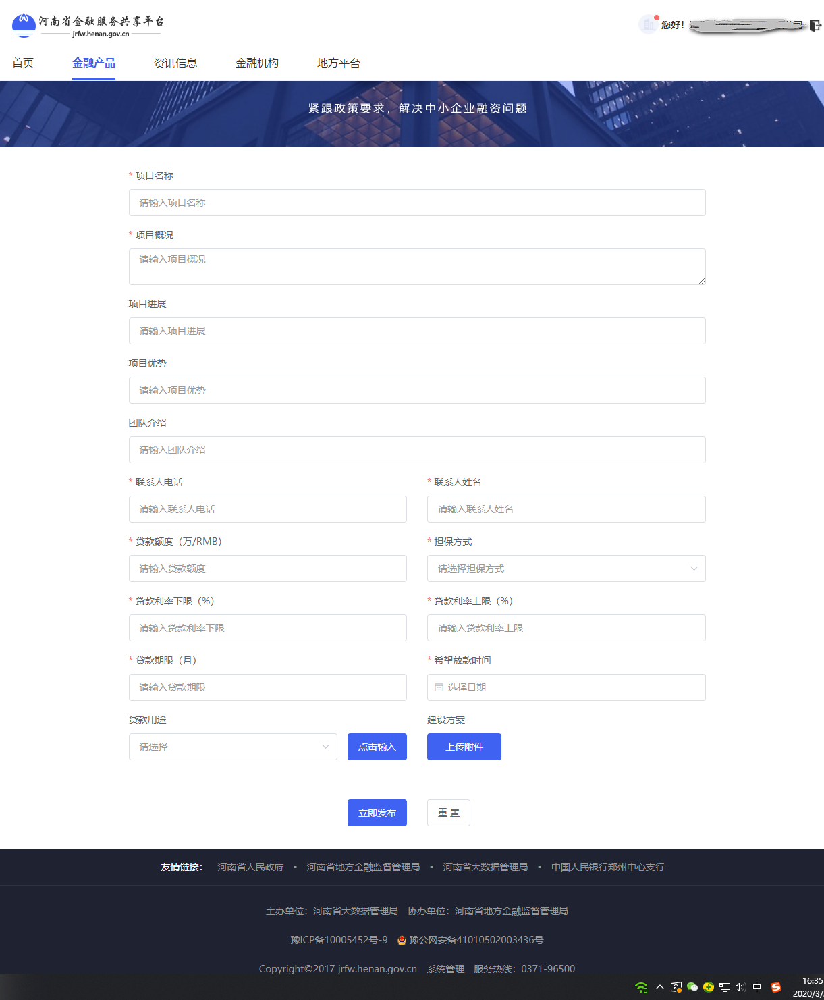 河南省金融服务共享平台
jrfw.henan.gov.cn
您好！
首页 金融产品 资讯信息 金融机构 地方平台
紧跟政策要求，解决中小企业融资问题
* 项目名称
请输入项目名称
* 项目概况
请输入项目概况
项目进展
请输入项目进展
项目优势
请输入项目优势
团队介绍
请输入团队介绍
* 联系人电话 * 联系人姓名
请输入联系人电话 请输入联系人姓名
* 贷款额度（万/RMB） * 担保方式
请输入贷款额度 请选择担保方式
* 贷款利率下限（%） * 贷款利率上限（%）
请输入贷款利率下限 请输入贷款利率上限
* 贷款期限（月） * 希望放款时间
请输入贷款期限 选择日期
贷款用途 建设方案
请选择 点击输入 上传附件
立即发布 重 置
友情链接： 河南省人民政府 • 河南省地方金融监督管理局 • 河南省大数据管理局 • 中国人民银行郑州中心支行
主办单位：河南省大数据管理局 协办单位：河南省地方金融监督管理局
豫ICP备10005452号-9 豫公网安备41010502003436号
Copyright©2017 jrfw.henan.gov.cn 系统管理 服务热线：0371-96500
中 16:35
2020/3/